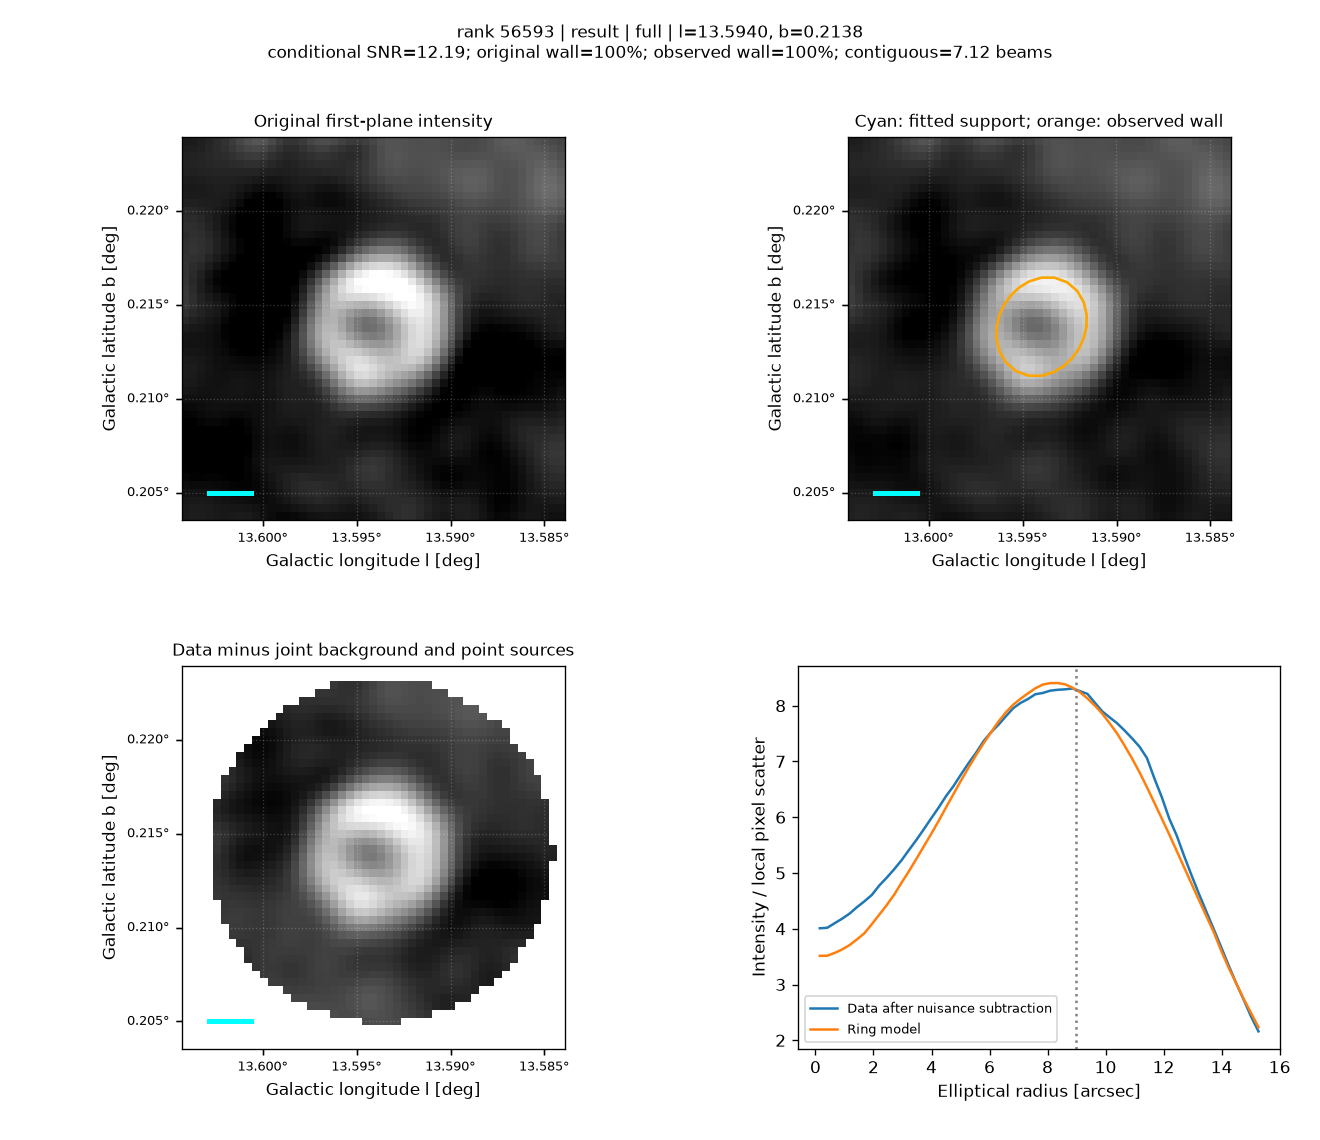 rank 56593 | result | full | l=13.5940, b=0.2138
conditional SNR=12.19; original wall=100%; observed wall=100%; contiguous=7.12 beams
Original first-plane intensity
0.220°
0.215°
0.210°
0.205°
13.600°
13.595°
13.590°
13.585°
Galactic latitude b [deg]
Galactic longitude l [deg]
Cyan: fitted support; orange: observed wall
0.220°
0.215°
0.210°
0.205°
13.600°
13.595°
13.590°
13.585°
Galactic latitude b [deg]
Galactic longitude l [deg]
Data minus joint background and point sources
0.220°
0.215°
0.210°
0.205°
13.600°
13.595°
13.590°
13.585°
Galactic latitude b [deg]
Galactic longitude l [deg]
8
7
6
5
4
3
2
0
2
4
6
8
10
12
14
16
Intensity / local pixel scatter
Elliptical radius [arcsec]
Data after nuisance subtraction
Ring model